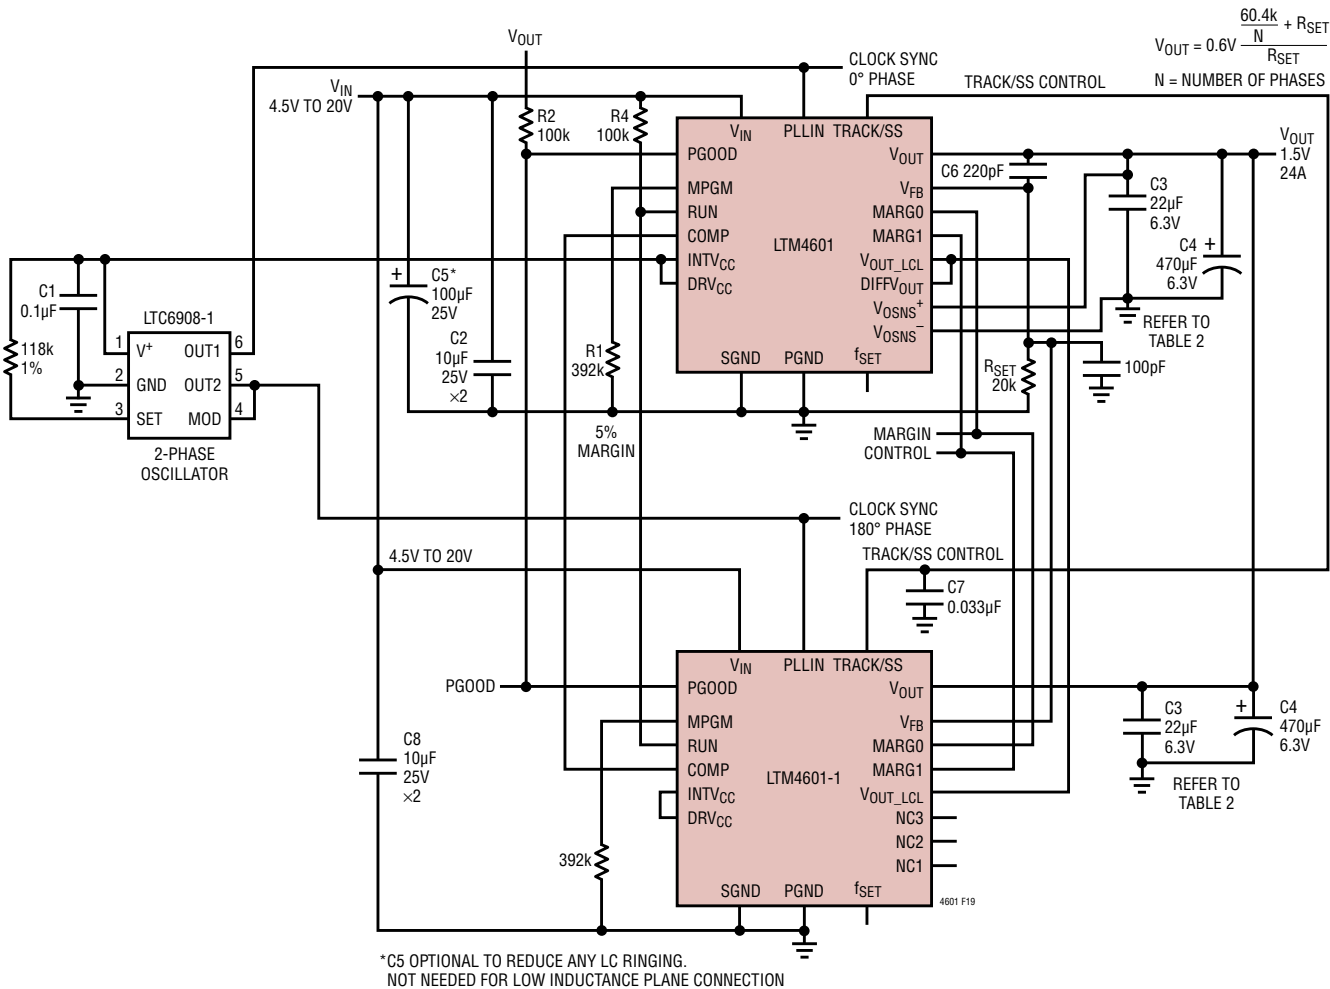 VOUT = 0.6V (60.4k/N + RSET)/RSET
N = NUMBER OF PHASES
VOUT
CLOCK SYNC
0° PHASE
TRACK/SS CONTROL
VIN
4.5V TO 20V
R2
100k
R4
100k
VIN
PLLIN
TRACK/SS
PGOOD
MPGM
RUN
COMP
INTVCC
DRVCC
LTM4601
VOUT
VFB
MARG0
MARG1
VOUT_LCL
DIFFVOUT
VOSNS+
VOSNS–
SGND
PGND
fSET
C6 220pF
VOUT
1.5V
24A
C3
22µF
6.3V
C4
470µF
6.3V
+
REFER TO
TABLE 2
C1
0.1µF
118k
1%
LTC6908-1
1
V+
OUT1
6
2
GND
OUT2
5
3
SET
MOD
4
2-PHASE
OSCILLATOR
+
C5*
100µF
25V
C2
10µF
25V
×2
R1
392k
5%
MARGIN
RSET
20k
100pF
MARGIN
CONTROL
CLOCK SYNC
180° PHASE
4.5V TO 20V
TRACK/SS CONTROL
C7
0.033µF
PGOOD
VIN
PLLIN
TRACK/SS
PGOOD
MPGM
RUN
COMP
INTVCC
DRVCC
LTM4601-1
VOUT
VFB
MARG0
MARG1
VOUT_LCL
NC3
NC2
NC1
SGND
PGND
fSET
C3
22µF
6.3V
+
C4
470µF
6.3V
REFER TO
TABLE 2
C8
10µF
25V
×2
392k
4601 F19
*C5 OPTIONAL TO REDUCE ANY LC RINGING.
NOT NEEDED FOR LOW INDUCTANCE PLANE CONNECTION